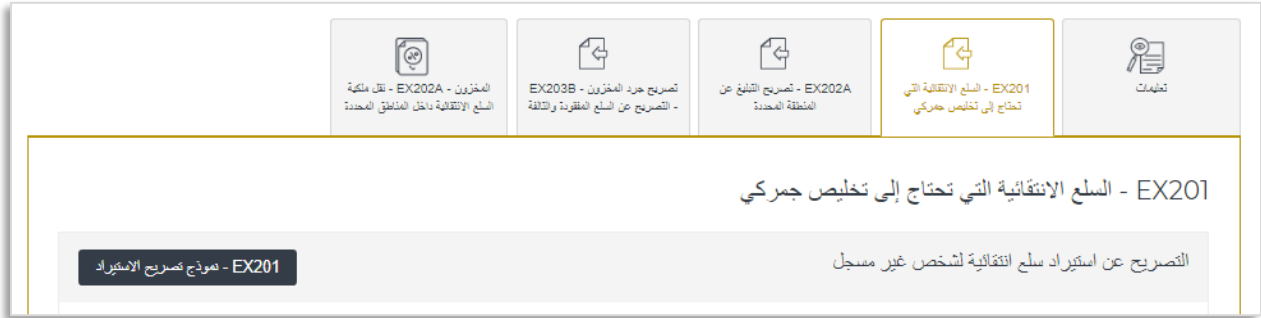 تعليمات
EX201 - السلع الانتقائية التي
تحتاج إلى تخليص جمركي
EX202A - تصريح التبليغ عن
المنطقة المحددة
تصريح جرد المخزون - EX203B
- التصريح عن السلع المفقودة والتالفة
المخزون - EX202A - نقل ملكية
السلع الانتقائية داخل المناطق المحددة
EX201 - السلع الانتقائية التي تحتاج إلى تخليص جمركي
التصريح عن استيراد سلع انتقائية لشخص غير مسجل
EX201 - نموذج تصريح الاستيراد